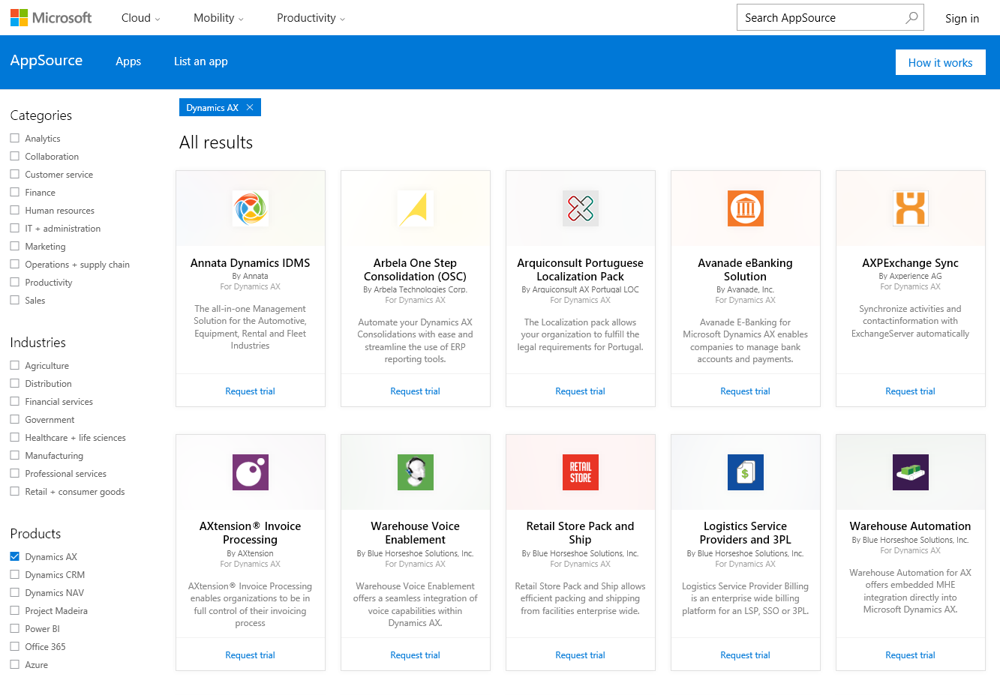 Microsoft
Cloud
Mobility
Productivity
Search AppSource
Sign in
AppSource
Apps
List an app
How it works
Categories
Analytics
Collaboration
Customer service
Finance
Human resources
IT + administration
Marketing
Operations + supply chain
Productivity
Sales
Industries
Agriculture
Distribution
Financial services
Government
Healthcare + life sciences
Manufacturing
Professional services
Retail + consumer goods
Products
Dynamics AX
Dynamics CRM
Dynamics NAV
Project Madeira
Power BI
Office 365
Azure
Dynamics AX
All results
Annata Dynamics IDMS
By Annata
For Dynamics AX
The all-in-one Management
Solution for the Automotive,
Equipment, Rental and Fleet
Industries
Request trial
Arbela One Step
Consolidation (OSC)
By Arbela Technologies Corp.
For Dynamics AX
Automate your Dynamics AX
Consolidations with ease and
streamline the use of ERP
reporting tools.
Request trial
Arquiconsult Portuguese
Localization Pack
By Arquiconsult AX Portugal LOC
For Dynamics AX
The Localization pack allows
your organization to fulfill the
legal requirements for Portugal.
Request trial
Avanade eBanking
Solution
By Avanade, Inc.
For Dynamics AX
Avanade E-Banking for
Microsoft Dynamics AX enables
companies to manage bank
accounts and payments.
Request trial
AXPExchange Sync
By Axperience AG
For Dynamics AX
Synchronize activities and
contactinformation with
ExchangeServer automatically
Request trial
AXtension® Invoice
Processing
By AXtension
For Dynamics AX
AXtension® Invoice Processing
enables organizations to be in
full control of their invoicing
process
Request trial
Warehouse Voice
Enablement
By Blue Horseshoe Solutions, Inc.
For Dynamics AX
Warehouse Voice Enablement
offers a seamless integration of
voice capabilities within
Dynamics AX.
Request trial
RETAIL
STORE
Retail Store Pack and
Ship
By Blue Horseshoe Solutions, Inc.
For Dynamics AX
Retail Store Pack and Ship allows
efficient packing and shipping
from facilities enterprise wide.
Request trial
$
Logistics Service
Providers and 3PL
By Blue Horseshoe Solutions, Inc.
For Dynamics AX
Logistics Service Provider Billing
is an enterprise wide billing
platform for an LSP, SSO or 3PL.
Request trial
Warehouse Automation
By Blue Horseshoe Solutions, Inc.
For Dynamics AX
Warehouse Automation for AX
offers embedded MHE
integration directly into
Microsoft Dynamics AX.
Request trial